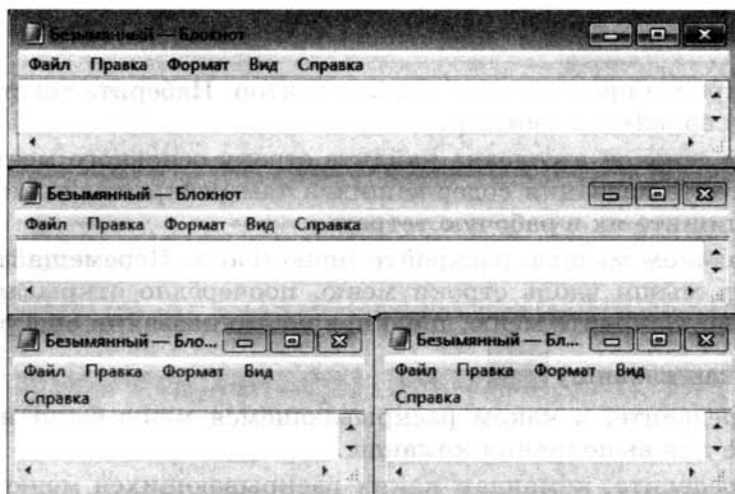 Безымянный — Блокнот
Файл Правка Формат Вид Справка
Безымянный — Блокнот
Файл Правка Формат Вид Справка
Безымянный — Бло...
Файл Правка Формат Вид
Справка
Безымянный — Бл...
Файл Правка Формат Вид
Справка